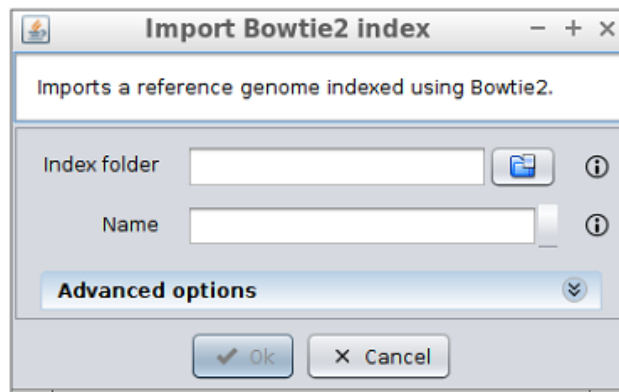 Import Bowtie2 index
Imports a reference genome indexed using Bowtie2.
Index folder
Name
Advanced options
Ok
Cancel